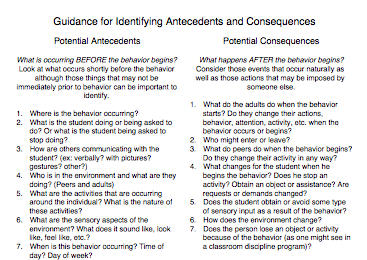 Guidance for Identifying Antecedents and Consequences
Potential Antecedents
What is occurring BEFORE the behavior begins?
Look at what occurs shortly before the behavior
although those things that may not be
immediately prior to behavior can be important to
identify.
1. Where is the behavior occurring?
2. What is the student doing or being asked to
do? Or what is the student being asked to
stop doing?
3. How are others communicating with the
student? (ex: verbally? with pictures?
gestures? other?)
4. Who is in the environment and what are they
doing? (Peers and adults)
5. What are the activities that are occurring
around the individual? What is the nature of
these activities?
6. What are the sensory aspects of the
environment? What does it sound like, look
like, feel like, etc.?
7. When is this behavior occurring? Time of
day? Day of week?
Potential Consequences
What happens AFTER the behavior begins?
Consider those events that occur naturally as
well as those actions that may be imposed by
someone else.
1. What do the adults do when the behavior
starts? Do they change their actions,
behavior, attention, activity, etc. when the
behavior occurs or begins?
2. Who might enter or leave?
3. What do peers do when the behavior begins?
Do they change their activity in any way?
4. What changes for the student when he
begins the behavior? Does he stop an
activity? Obtain an object or assistance? Are
requests or demands changed?
5. Does the student obtain or avoid some type
of sensory input as a result of the behavior?
6. How does the environment change?
7. Does the person lose an object or activity
because of the behavior (as one might see in
a classroom discipline program)?